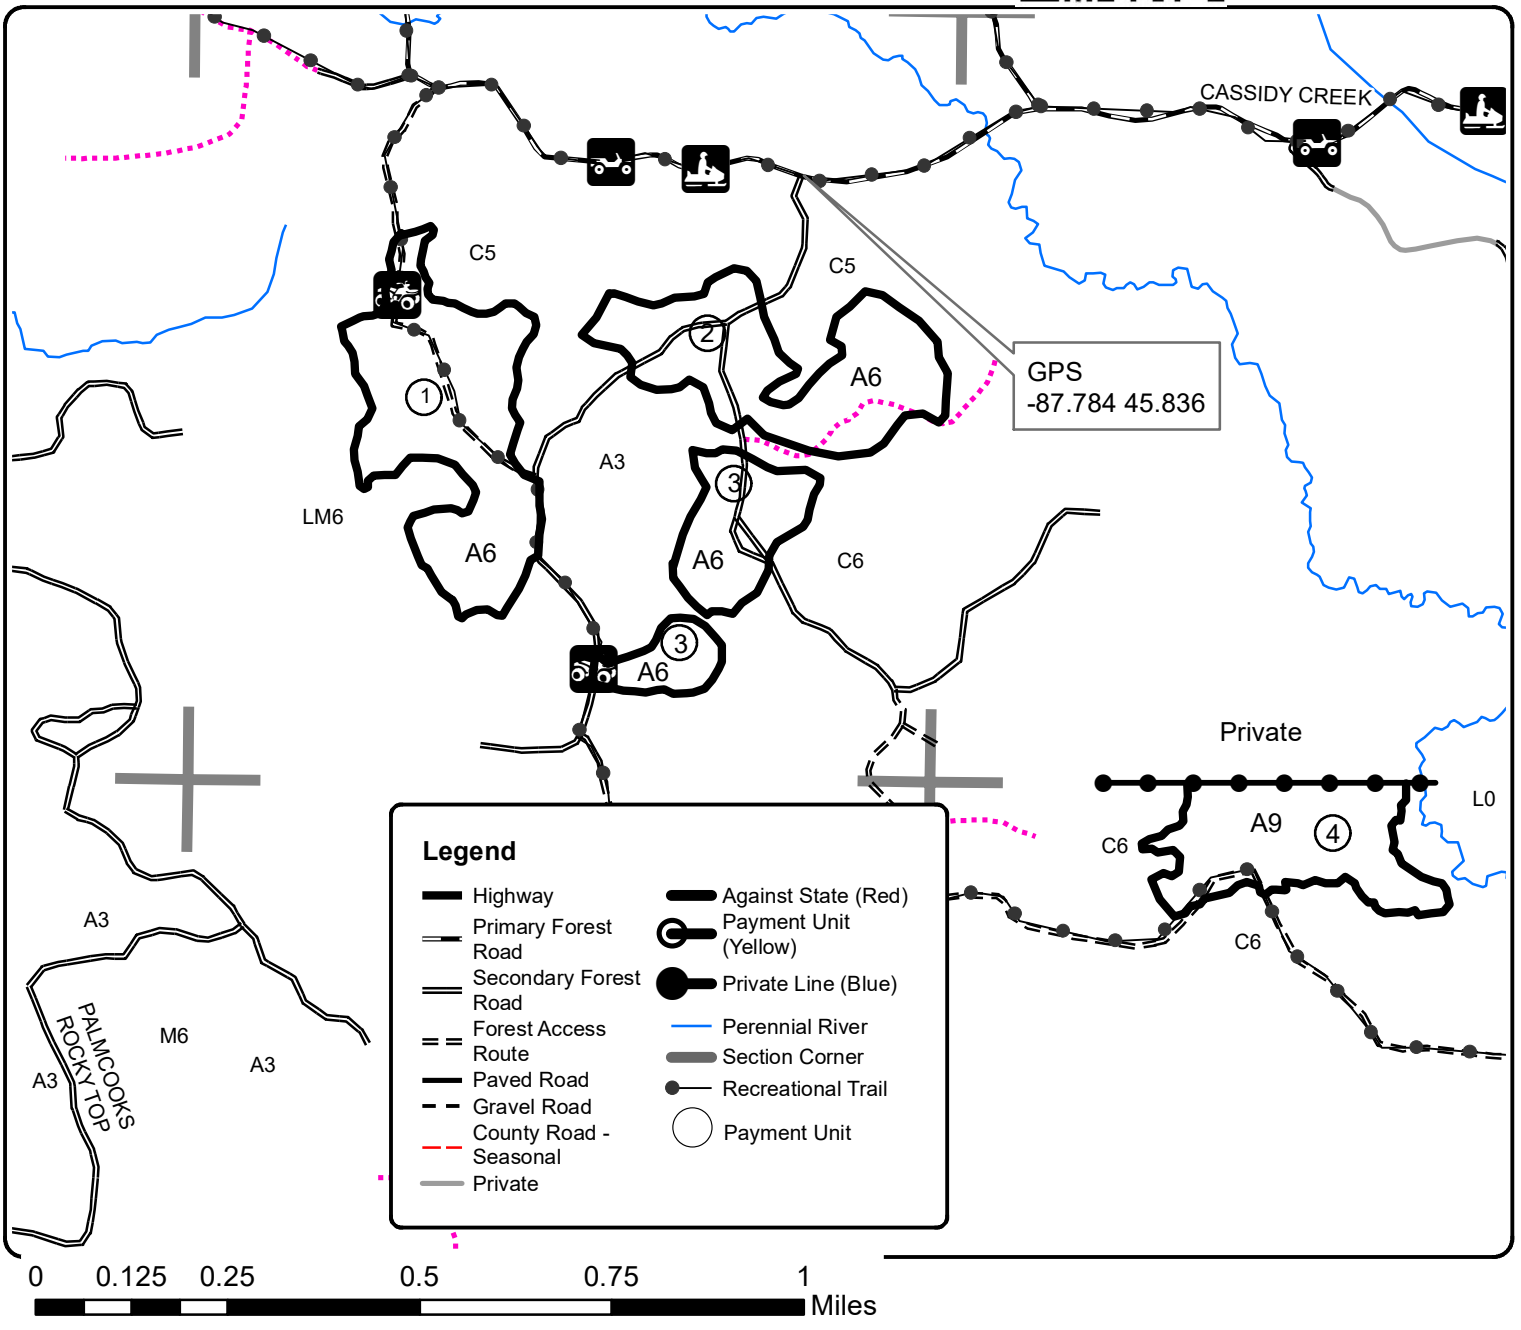 CASSIDY CREEK
C5
C5
GPS
-87.784 45.836
2
A6
1
A3
3
LM6
A6
A6
C6
3
A6
Private
L0
A9
4
C6
C6
A3
PALMCOOKS
ROCKY TOP
M6
A3
A3
Legend
Highway
Primary Forest
Road
Secondary Forest
Road
Forest Access
Route
Paved Road
Gravel Road
County Road -
Seasonal
Private
Against State (Red)
Payment Unit
(Yellow)
Private Line (Blue)
Perennial River
Section Corner
Recreational Trail
Payment Unit
0 0.125 0.25 0.5 0.75 1
Miles